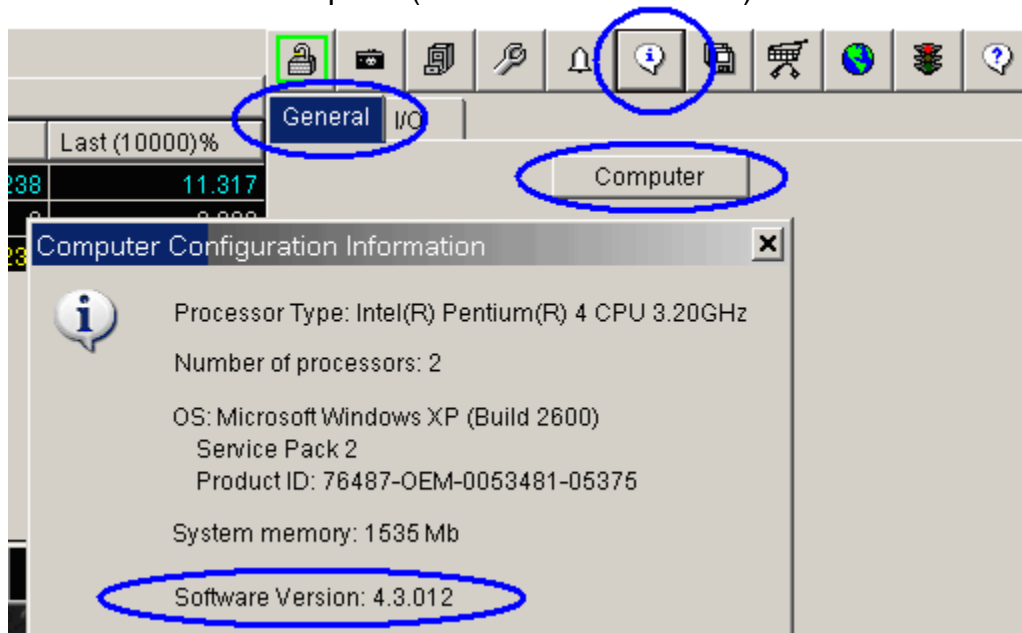 General I/O
Last (10000)%
238 11.317
Computer
Computer Configuration Information
Processor Type: Intel(R) Pentium(R) 4 CPU 3.20GHz
Number of processors: 2
OS: Microsoft Windows XP (Build 2600)
Service Pack 2
Product ID: 76487-OEM-0053481-05375
System memory: 1535 Mb
Software Version: 4.3.012